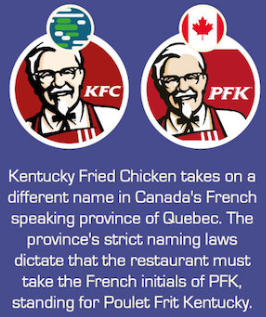 KFC
PFK
Kentucky Fried Chicken takes on a
different name in Canada's French
speaking province of Quebec. The
province's strict naming laws
dictate that the restaurant must
take the French initials of PFK,
standing for Poulet Frit Kentucky.